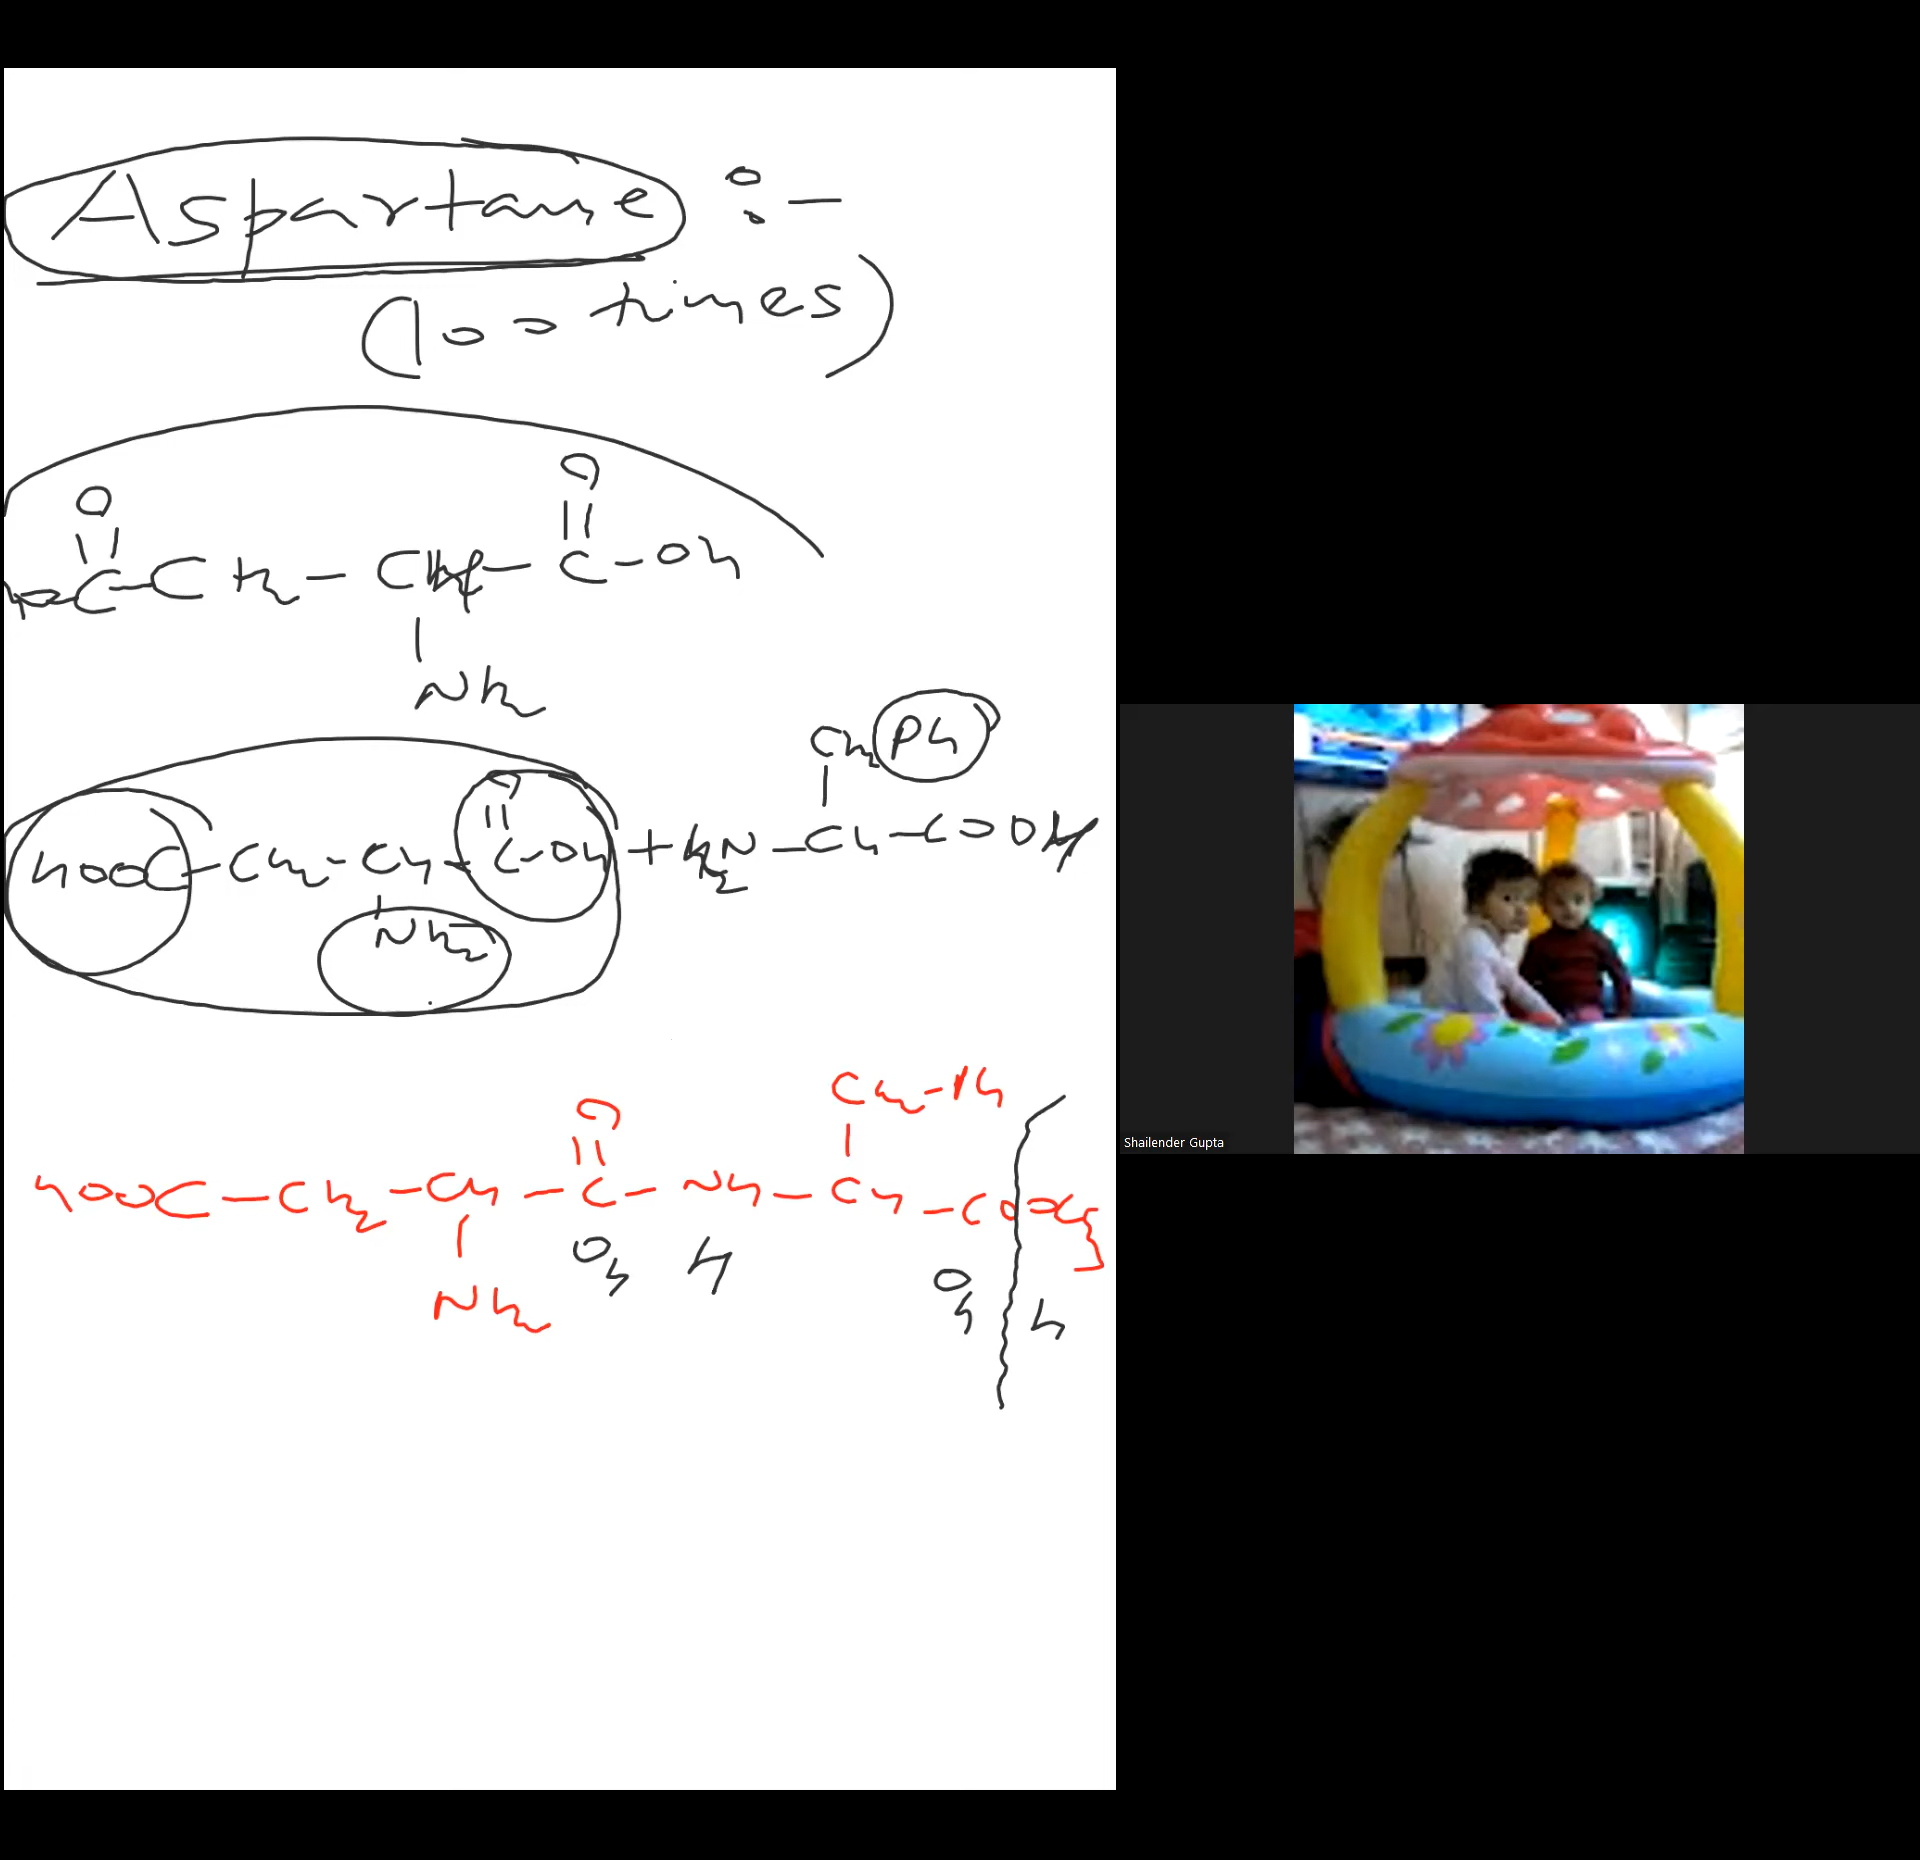 Aspartame :-
(100 times)
O O
|| ||
HO-C-CH2-CH-C-OH
|
NH2
CH2 Ph
O |
||
HOOC-CH2-CH-C-OH + H2N-CH-COOH
|
NH2
CH2-Ph
O |
||
HOOC-CH2-CH-C-NH-CH-COOCH3
|
NH2
OH H OH H
Shailender Gupta